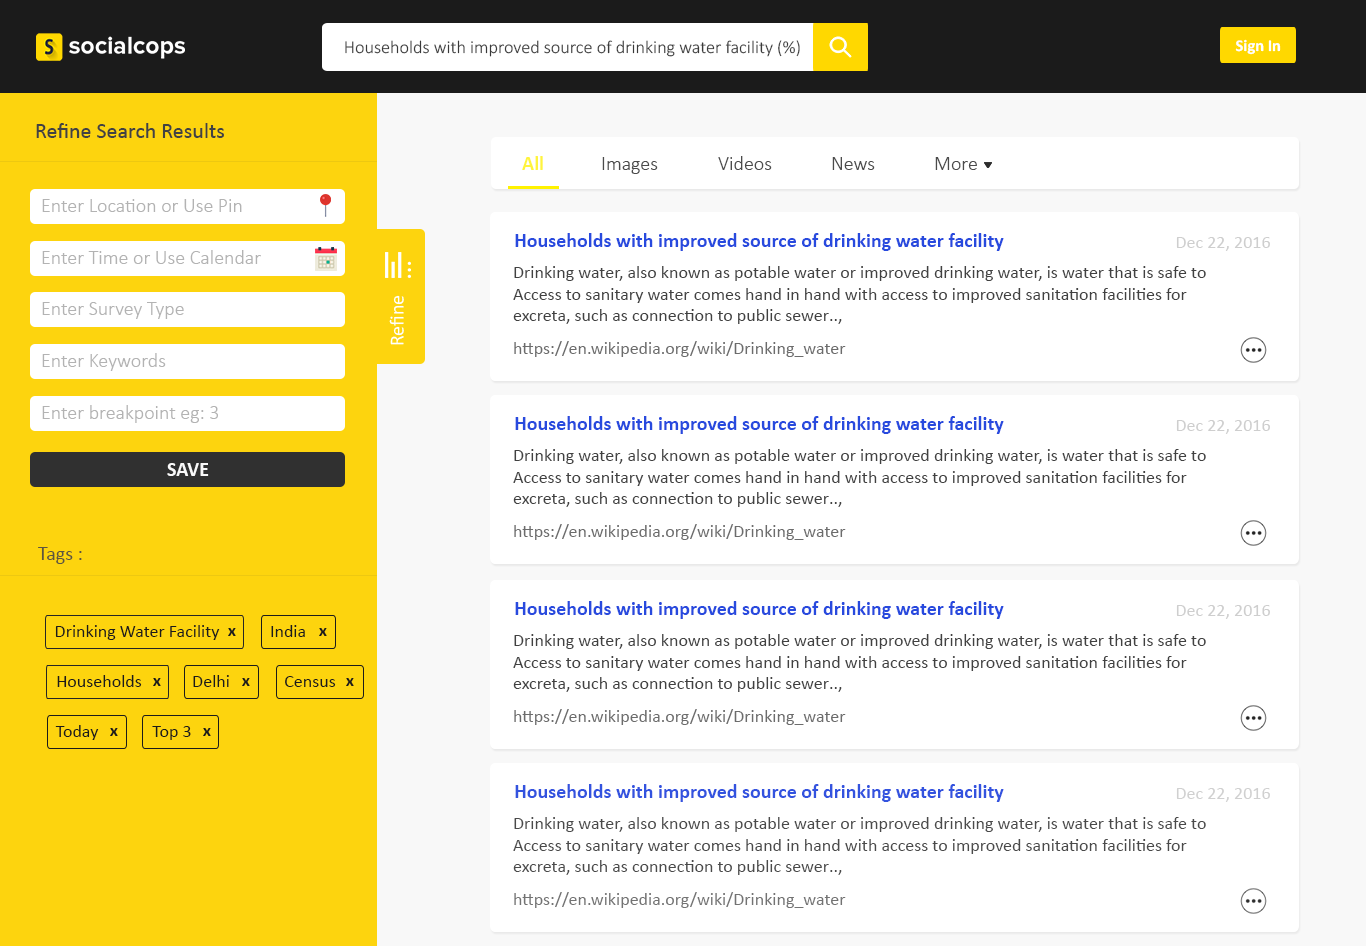 S socialcops
Households with improved source of drinking water facility (%)
Sign In
Refine Search Results
Enter Location or Use Pin
Enter Time or Use Calendar
Enter Survey Type
Enter Keywords
Enter breakpoint eg: 3
SAVE
Tags :
Drinking Water Facility x India x
Households x Delhi x Census x
Today x Top 3 x
Refine
All Images Videos News More
Households with improved source of drinking water facility Dec 22, 2016
Drinking water, also known as potable water or improved drinking water, is water that is safe to
Access to sanitary water comes hand in hand with access to improved sanitation facilities for
excreta, such as connection to public sewer..,
https://en.wikipedia.org/wiki/Drinking_water
Households with improved source of drinking water facility Dec 22, 2016
Drinking water, also known as potable water or improved drinking water, is water that is safe to
Access to sanitary water comes hand in hand with access to improved sanitation facilities for
excreta, such as connection to public sewer..,
https://en.wikipedia.org/wiki/Drinking_water
Households with improved source of drinking water facility Dec 22, 2016
Drinking water, also known as potable water or improved drinking water, is water that is safe to
Access to sanitary water comes hand in hand with access to improved sanitation facilities for
excreta, such as connection to public sewer..,
https://en.wikipedia.org/wiki/Drinking_water
Households with improved source of drinking water facility Dec 22, 2016
Drinking water, also known as potable water or improved drinking water, is water that is safe to
Access to sanitary water comes hand in hand with access to improved sanitation facilities for
excreta, such as connection to public sewer..,
https://en.wikipedia.org/wiki/Drinking_water